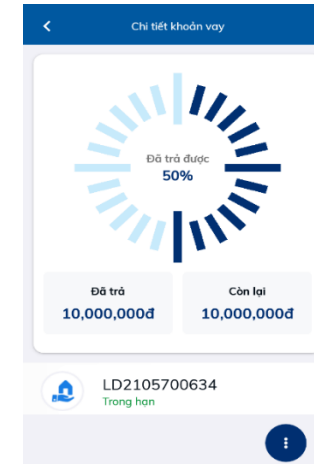 Chi tiết khoản vay
Đã trả được
50%
Đã trả
10,000,000đ
Còn lại
10,000,000đ
LD2105700634
Trong hạn